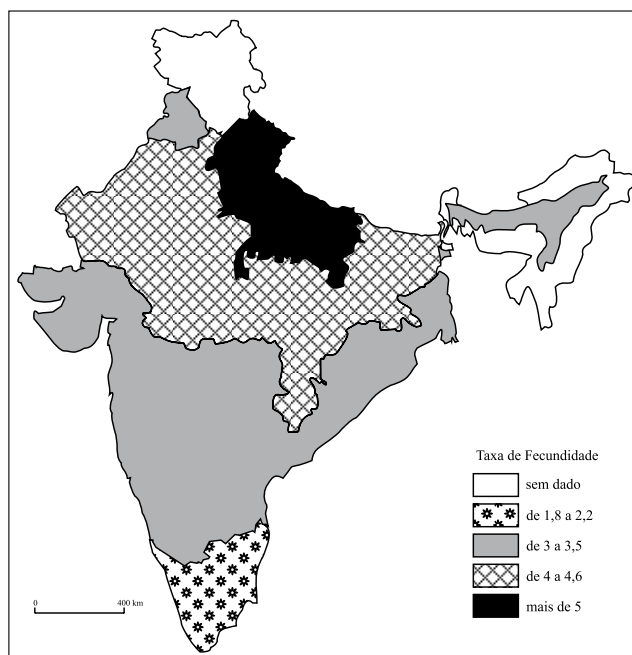 Taxa de Fecundidade
sem dado
de 1,8 a 2,2
de 3 a 3,5
de 4 a 4,6
mais de 5
0 400 km